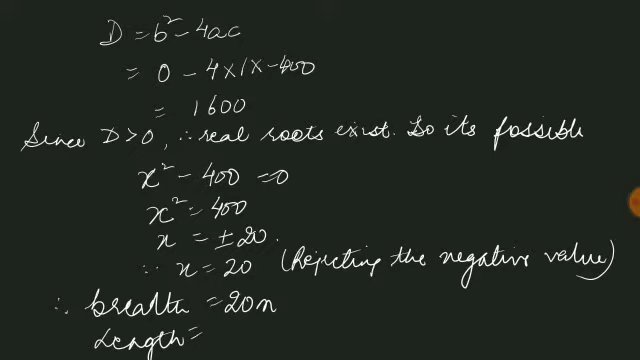 D = b² - 4ac
= 0 - 4 × 1 × - 400
= 1600
Since D > 0, ∴ real roots exist. So its possible
x² - 400 = 0
x² = 400
x = ± 20.
∵ x = 20 (Rejecting the negative value)
∴ breadth = 20m
Length =